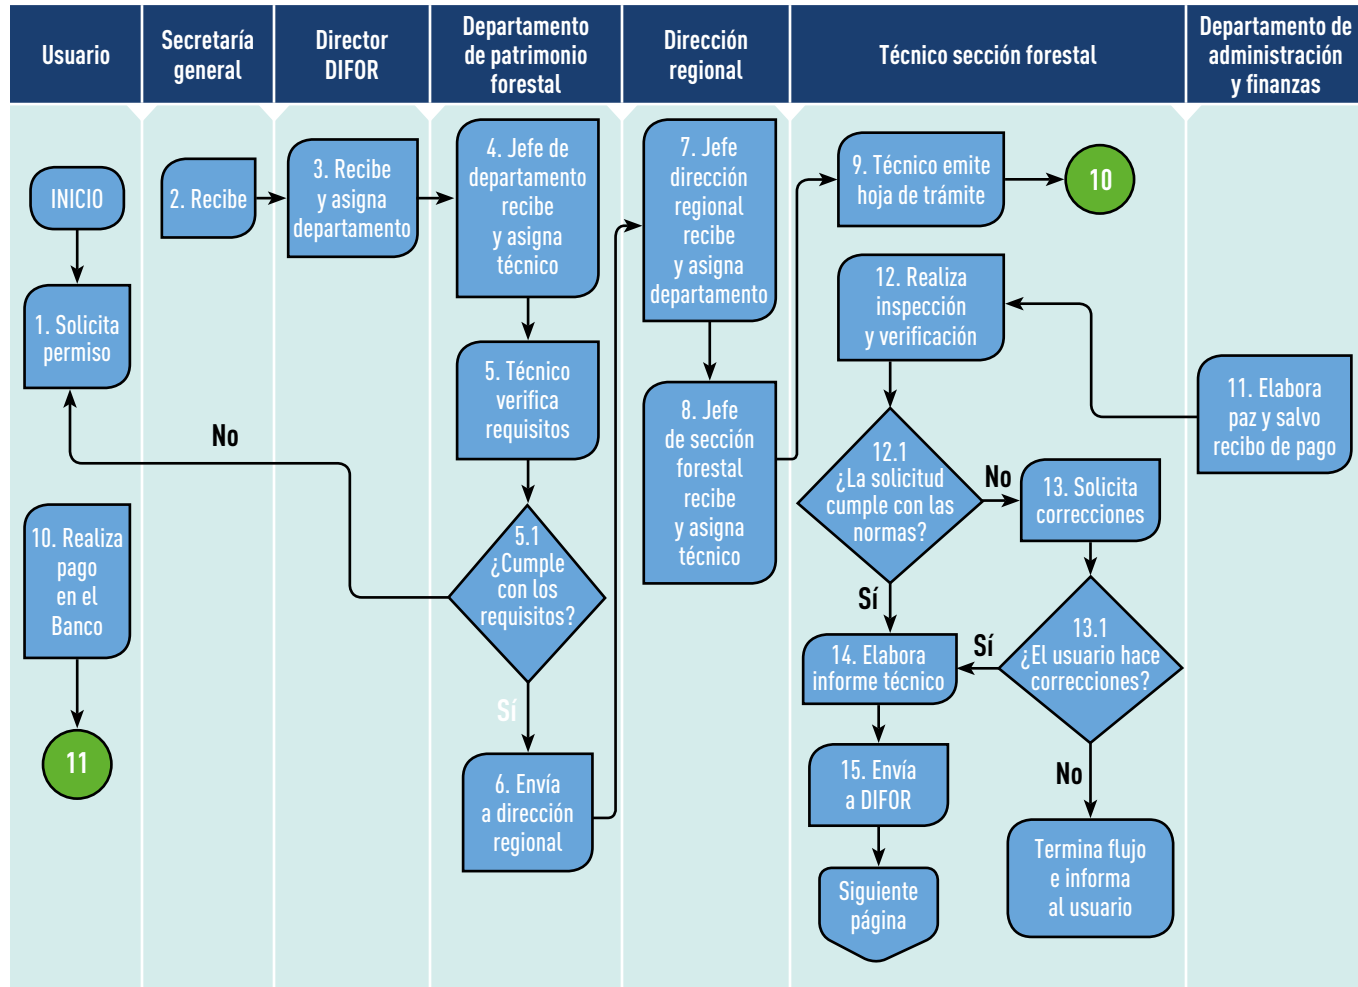 Usuario
Secretaría
general
Director
DIFOR
Departamento
de patrimonio
forestal
Dirección
regional
Técnico sección forestal
Departamento de
administración
y finanzas
INICIO
1. Solicita
permiso
2. Recibe
3. Recibe
y asigna
departamento
4. Jefe de
departamento
recibe
y asigna
técnico
5. Técnico
verifica
requisitos
5.1
¿Cumple
con los
requisitos?
No
Sí
6. Envía
a dirección
regional
7. Jefe
dirección
regional
recibe
y asigna
departamento
8. Jefe
de sección
forestal
recibe
y asigna
técnico
9. Técnico emite
hoja de trámite
10
10. Realiza
pago
en el
Banco
11
11. Elabora
paz y salvo
recibo de pago
12. Realiza
inspección
y verificación
12.1
¿La solicitud
cumple con las
normas?
No
Sí
13. Solicita
correcciones
13.1
¿El usuario hace
correcciones?
Sí
No
14. Elabora
informe técnico
15. Envía
a DIFOR
Siguiente
página
Termina flujo
e informa
al usuario